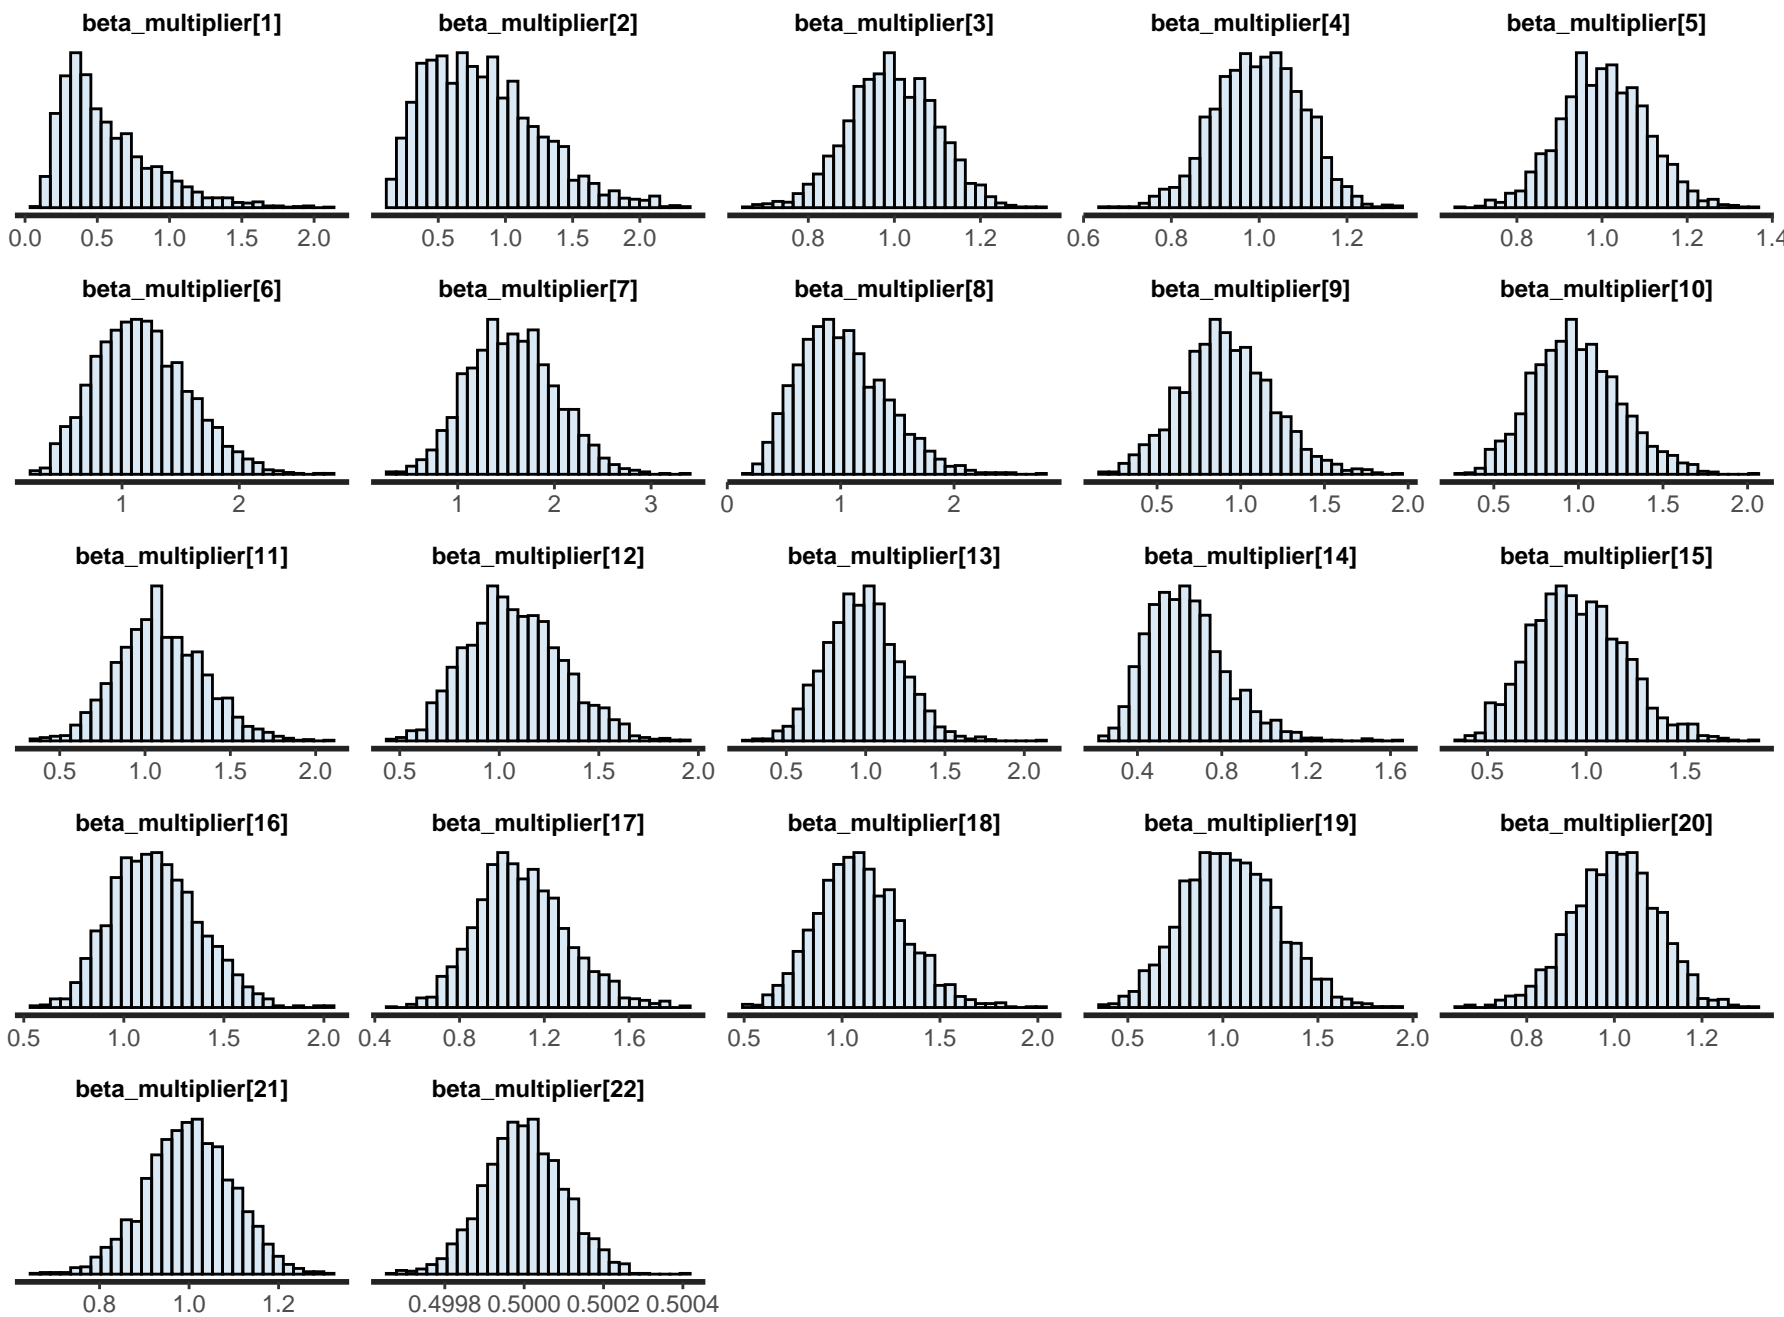 beta_multiplier[1] beta_multiplier[2] beta_multiplier[3] beta_multiplier[4] beta_multiplier[5]
0.0 0.5 1.0 1.5 2.0 0.5 1.0 1.5 2.0 0.8 1.0 1.2 0.6 0.8 1.0 1.2 0.8 1.0 1.2 1.4
beta_multiplier[6] beta_multiplier[7] beta_multiplier[8] beta_multiplier[9] beta_multiplier[10]
1 2 1 2 3 0 1 2 0.5 1.0 1.5 2.0 0.5 1.0 1.5 2.0
beta_multiplier[11] beta_multiplier[12] beta_multiplier[13] beta_multiplier[14] beta_multiplier[15]
0.5 1.0 1.5 2.0 0.5 1.0 1.5 2.0 0.5 1.0 1.5 2.0 0.4 0.8 1.2 1.6 0.5 1.0 1.5
beta_multiplier[16] beta_multiplier[17] beta_multiplier[18] beta_multiplier[19] beta_multiplier[20]
0.5 1.0 1.5 2.0 0.4 0.8 1.2 1.6 0.5 1.0 1.5 2.0 0.5 1.0 1.5 2.0 0.8 1.0 1.2
beta_multiplier[21] beta_multiplier[22]
0.8 1.0 1.2 0.4998 0.5000 0.5002 0.5004